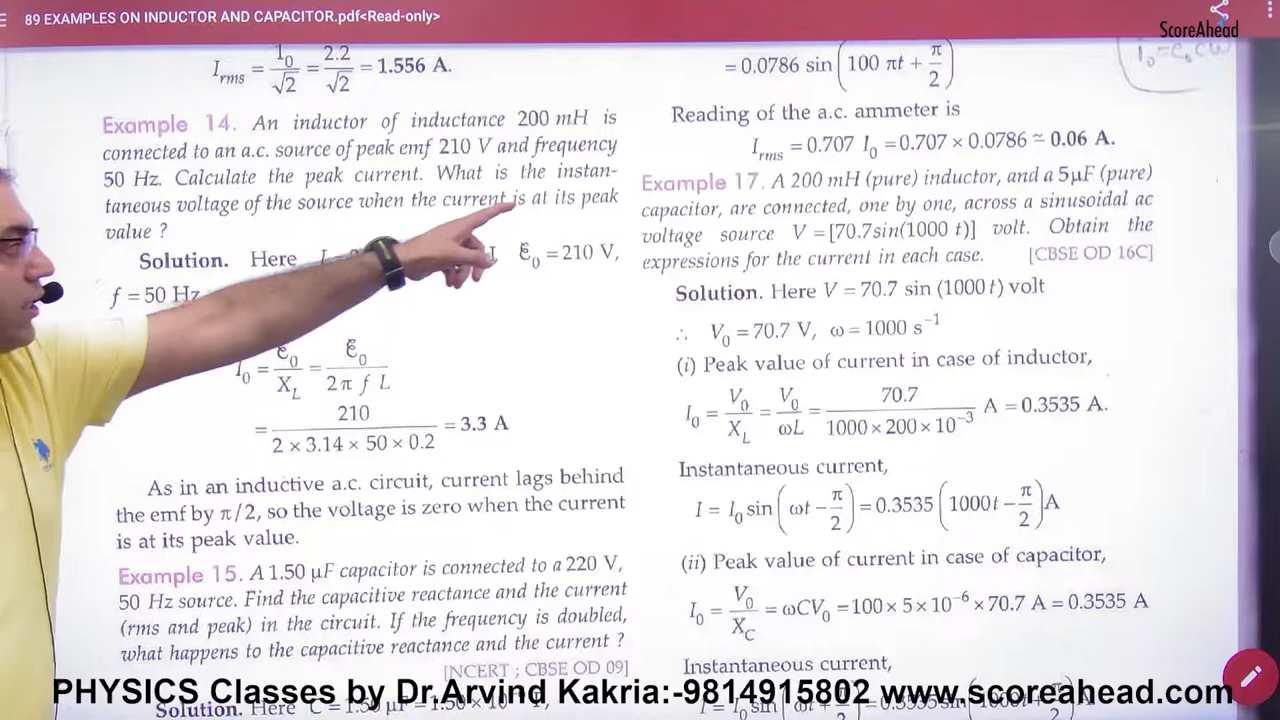 89 EXAMPLES ON INDUCTOR AND CAPACITOR.pdf<Read-only>
ScoreAhead
I_rms = I_0/√2 = 2.2/√2 = 1.556 A.
Example 14. An inductor of inductance 200 mH is
connected to an a.c. source of peak emf 210 V and frequency
50 Hz. Calculate the peak current. What is the instan-
taneous voltage of the source when the current is at its peak
value ?
Solution. Here ℰ_0 = 210 V,
f = 50 Hz
I_0 = ℰ_0/X_L = ℰ_0/(2π f L)
= 210/(2 × 3.14 × 50 × 0.2) = 3.3 A
As in an inductive a.c. circuit, current lags behind
the emf by π/2, so the voltage is zero when the current
is at its peak value.
Example 15. A 1.50 μF capacitor is connected to a 220 V,
50 Hz source. Find the capacitive reactance and the current
(rms and peak) in the circuit. If the frequency is doubled,
what happens to the capacitive reactance and the current ?
[NCERT ; CBSE OD 09]
Solution. Here C = 1.50 μF
i_0 = e_0 cω
= 0.0786 sin (100 πt + π/2)
Reading of the a.c. ammeter is
I_rms = 0.707 I_0 = 0.707 × 0.0786 ≃ 0.06 A.
Example 17. A 200 mH (pure) inductor, and a 5μF (pure)
capacitor, are connected, one by one, across a sinusoidal ac
voltage source V = [70.7sin(1000 t)] volt. Obtain the
expressions for the current in each case. [CBSE OD 16C]
Solution. Here V = 70.7 sin (1000 t) volt
∴ V_0 = 70.7 V, ω = 1000 s⁻¹
(i) Peak value of current in case of inductor,
I_0 = V_0/X_L = V_0/ωL = 70.7/(1000 × 200 × 10⁻³) A = 0.3535 A.
Instantaneous current,
I = I_0 sin (ωt − π/2) = 0.3535 (1000t − π/2) A
(ii) Peak value of current in case of capacitor,
I_0 = V_0/X_C = ωCV_0 = 100 × 5 × 10⁻⁶ × 70.7 A = 0.3535 A
Instantaneous current,
PHYSICS Classes by Dr.Arvind Kakria:-9814915802 www.scoreahead.com